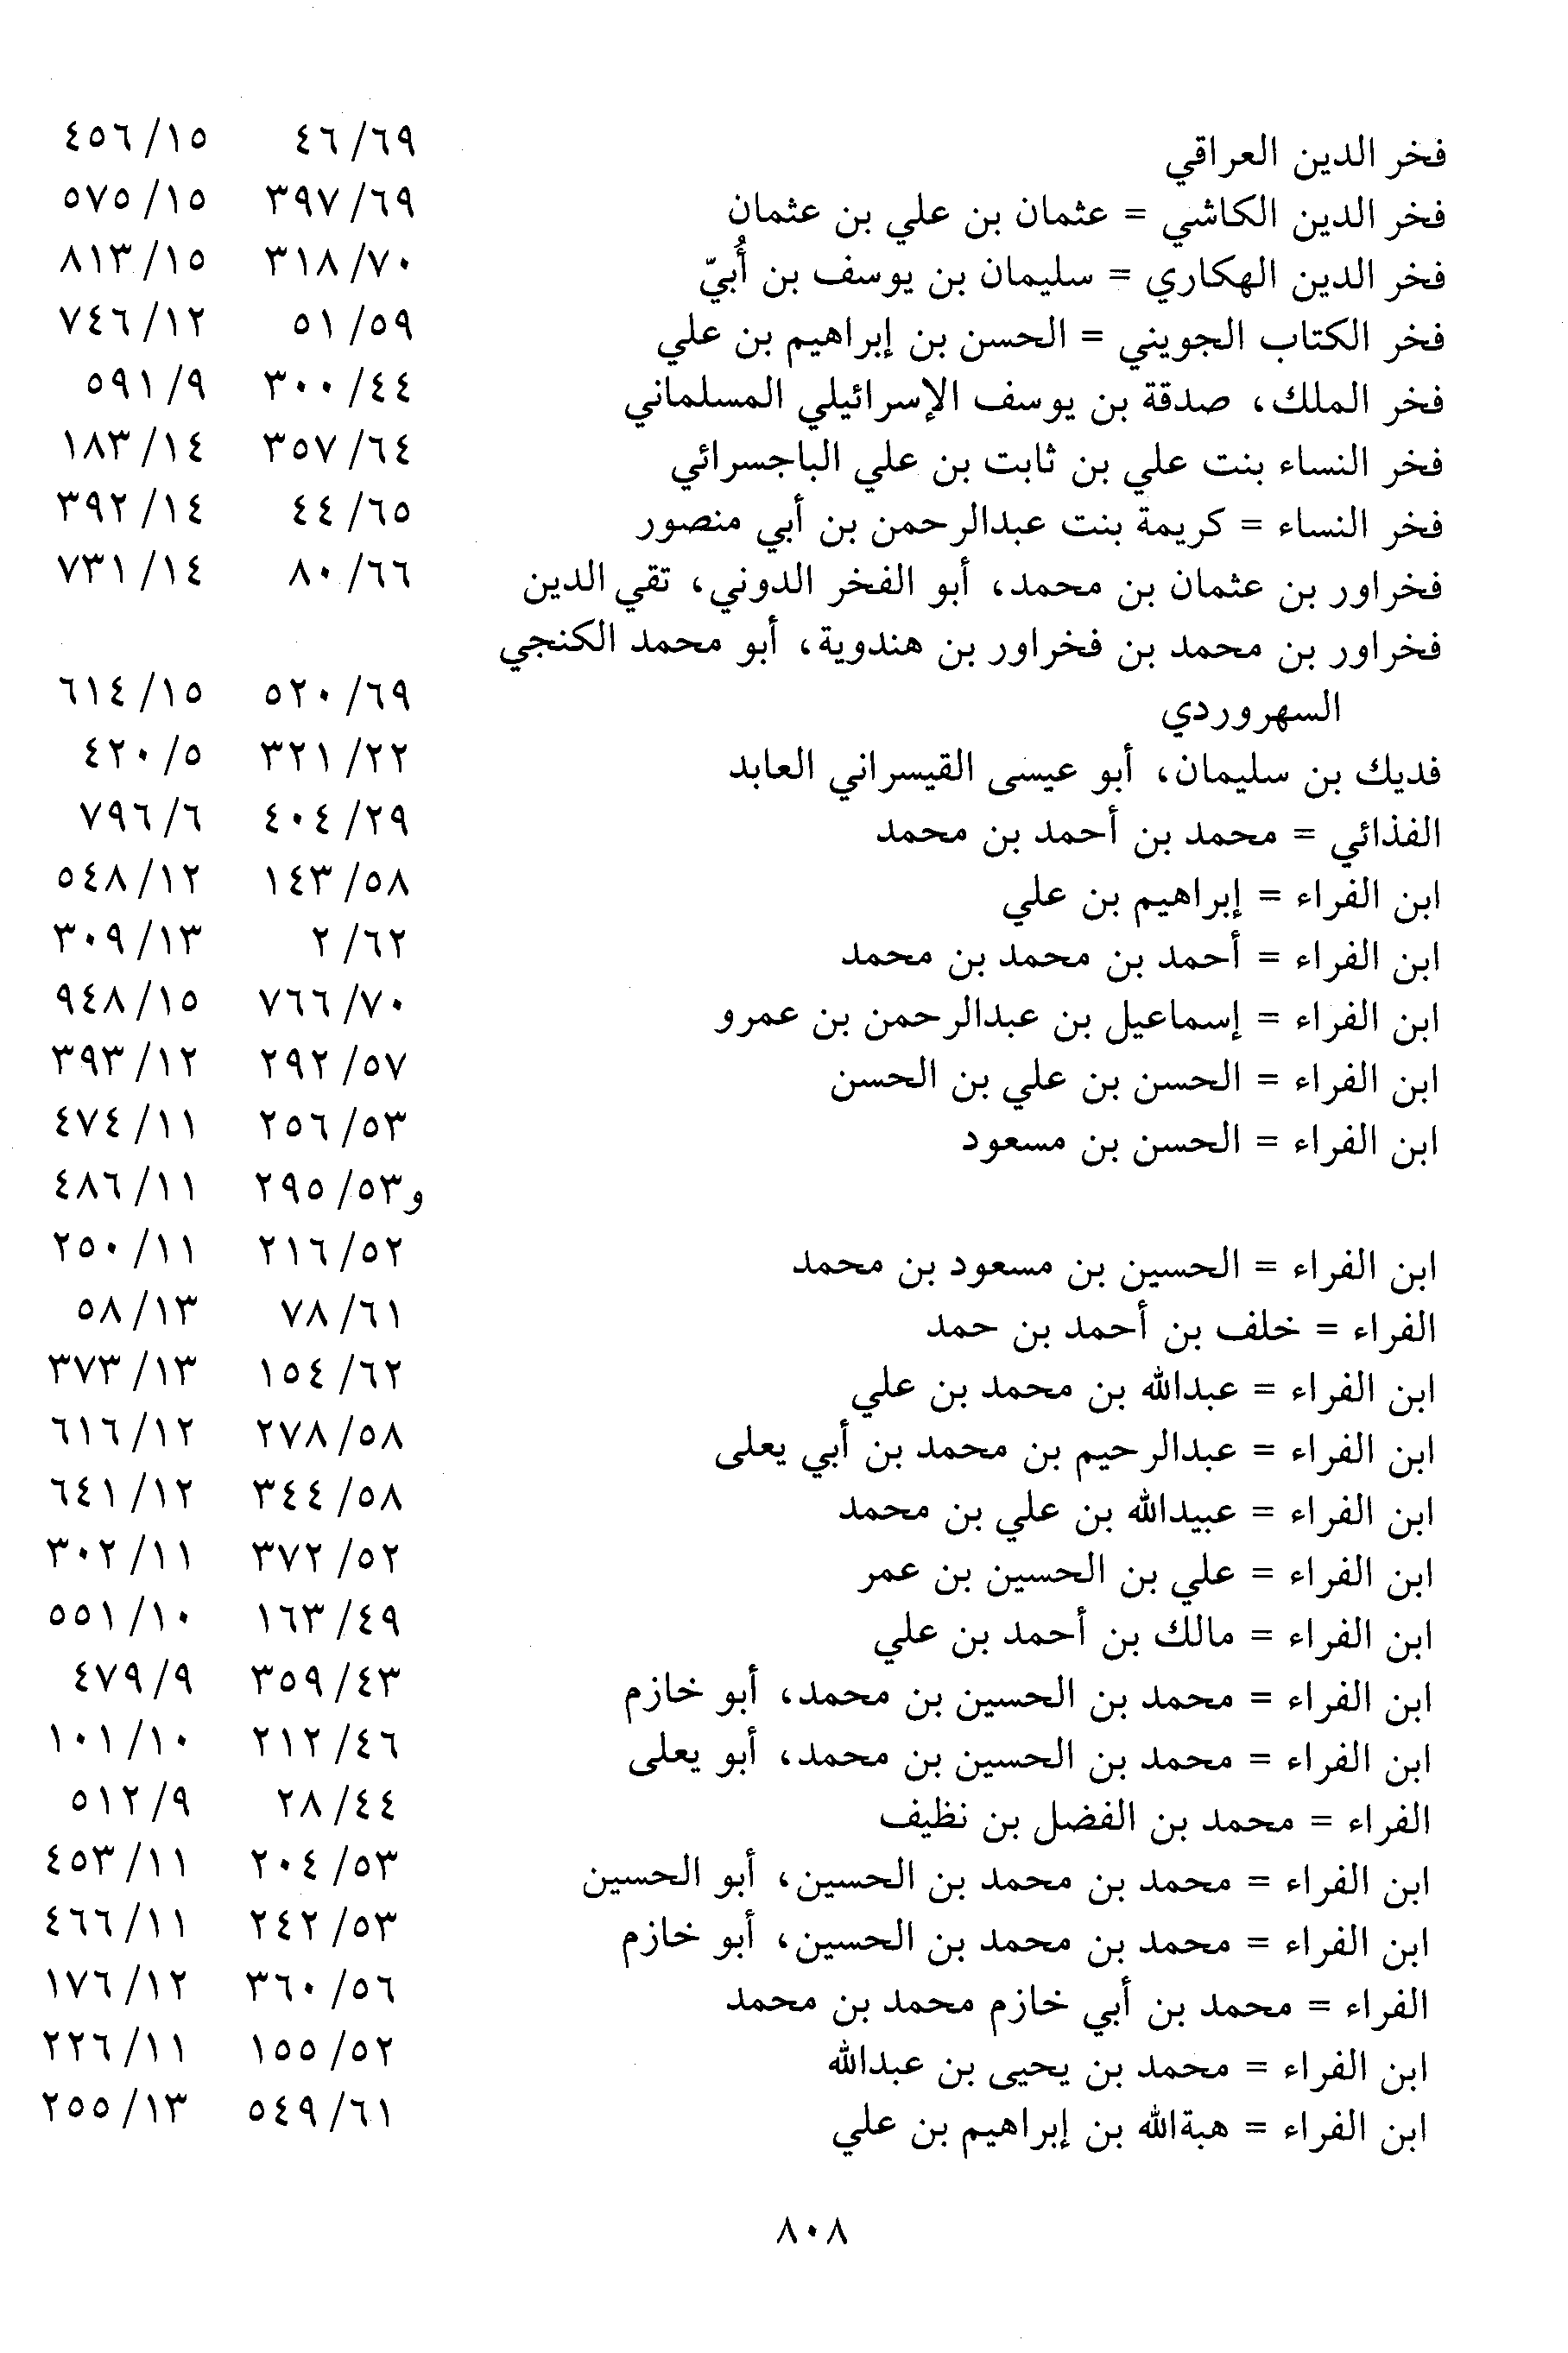 فخر الدين العراقي ٦٩/ ٤٦ ١٥/ ٤٥٦
فخر الدين الكاشي = عثمان بن علي بن عثمان ٦٩/ ٣٩٧ ١٥/ ٥٧٥
فخر الدين الهكاري = سليمان بن يوسف بن أُبيّ ٧٠/ ٣١٨ ١٥/ ٨١٣
فخر الكتاب الجويني = الحسن بن إبراهيم بن علي ٥٩/ ٥١ ١٢/ ٧٤٦
فخر الملك، صدقة بن يوسف الإسرائيلي المسلماني ٤٤/ ٣٠٠ ٩/ ٥٩١
فخر النساء بنت علي بن ثابت بن علي الباجسرائي ٦٤/ ٣٥٧ ١٤/ ١٨٣
فخر النساء = كريمة بنت عبدالرحمن بن أبي منصور ٦٥/ ٤٤ ١٤/ ٣٩٢
فخراور بن عثمان بن محمد، أبو الفخر الدوني، تقي الدين ٦٦/ ٨٠ ١٤/ ٧٣١
فخراور بن محمد بن فخراور بن هندوية، أبو محمد الكنجي
السهروردي ٦٩/ ٥٢٠ ١٥/ ٦١٤
فديك بن سليمان، أبو عيسى القيسراني العابد ٢٢/ ٣٢١ ٥/ ٤٢٠
الفذائي = محمد بن أحمد بن محمد ٢٩/ ٤٠٤ ٦/ ٧٩٦
ابن الفراء = إبراهيم بن علي ٥٨/ ١٤٣ ١٢/ ٥٤٨
ابن الفراء = أحمد بن محمد بن محمد ٦٢/ ٢ ١٣/ ٣٠٩
ابن الفراء = إسماعيل بن عبدالرحمن بن عمرو ٧٠/ ٧٦٦ ١٥/ ٩٤٨
ابن الفراء = الحسن بن علي بن الحسن ٥٧/ ٢٩٢ ١٢/ ٣٩٣
ابن الفراء = الحسن بن مسعود ٥٣/ ٢٥٦ ١١/ ٤٧٤
و٥٣/ ٢٩٥ ١١/ ٤٨٦
ابن الفراء = الحسين بن مسعود بن محمد ٥٢/ ٢١٦ ١١/ ٢٥٠
الفراء = خلف بن أحمد بن حمد ٦١/ ٧٨ ١٣/ ٥٨
ابن الفراء = عبدالله بن محمد بن علي ٦٢/ ١٥٤ ١٣/ ٣٧٣
ابن الفراء = عبدالرحيم بن محمد بن أبي يعلى ٥٨/ ٢٧٨ ١٢/ ٦١٦
ابن الفراء = عبيدالله بن علي بن محمد ٥٨/ ٣٤٤ ١٢/ ٦٤١
ابن الفراء = علي بن الحسين بن عمر ٥٢/ ٣٧٢ ١١/ ٣٠٢
ابن الفراء = مالك بن أحمد بن علي ٤٩/ ١٦٣ ١٠/ ٥٥١
ابن الفراء = محمد بن الحسين بن محمد، أبو خازم ٤٣/ ٣٥٩ ٩/ ٤٧٩
ابن الفراء = محمد بن الحسين بن محمد، أبو يعلى ٤٦/ ٢١٢ ١٠/ ١٠١
الفراء = محمد بن الفضل بن نظيف ٤٤/ ٢٨ ٩/ ٥١٢
ابن الفراء = محمد بن محمد بن الحسين، أبو الحسين ٥٣/ ٢٠٤ ١١/ ٤٥٣
ابن الفراء = محمد بن محمد بن الحسين، أبو خازم ٥٣/ ٢٤٢ ١١/ ٤٦٦
الفراء = محمد بن أبي خازم محمد بن محمد ٥٦/ ٣٦٠ ١٢/ ١٧٦
ابن الفراء = محمد بن يحيى بن عبدالله ٥٢/ ١٥٥ ١١/ ٢٢٦
ابن الفراء = هبةالله بن إبراهيم بن علي ٦١/ ٥٤٩ ١٣/ ٢٥٥
٨٠٨